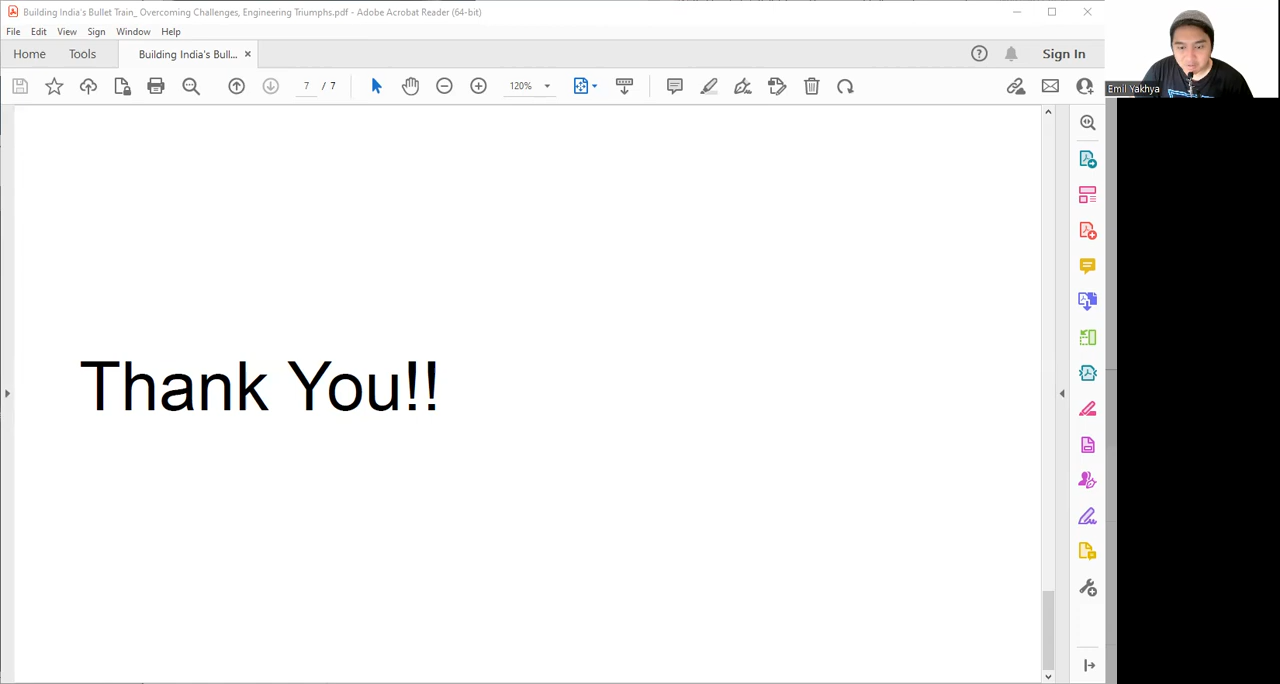 Building India's Bullet Train_ Overcoming Challenges, Engineering Triumphs.pdf - Adobe Acrobat Reader (64-bit)
File Edit View Sign Window Help
Home Tools Building India's Bull... × Sign In
7 / 7 120%
Emil Yakhya
Thank You!!